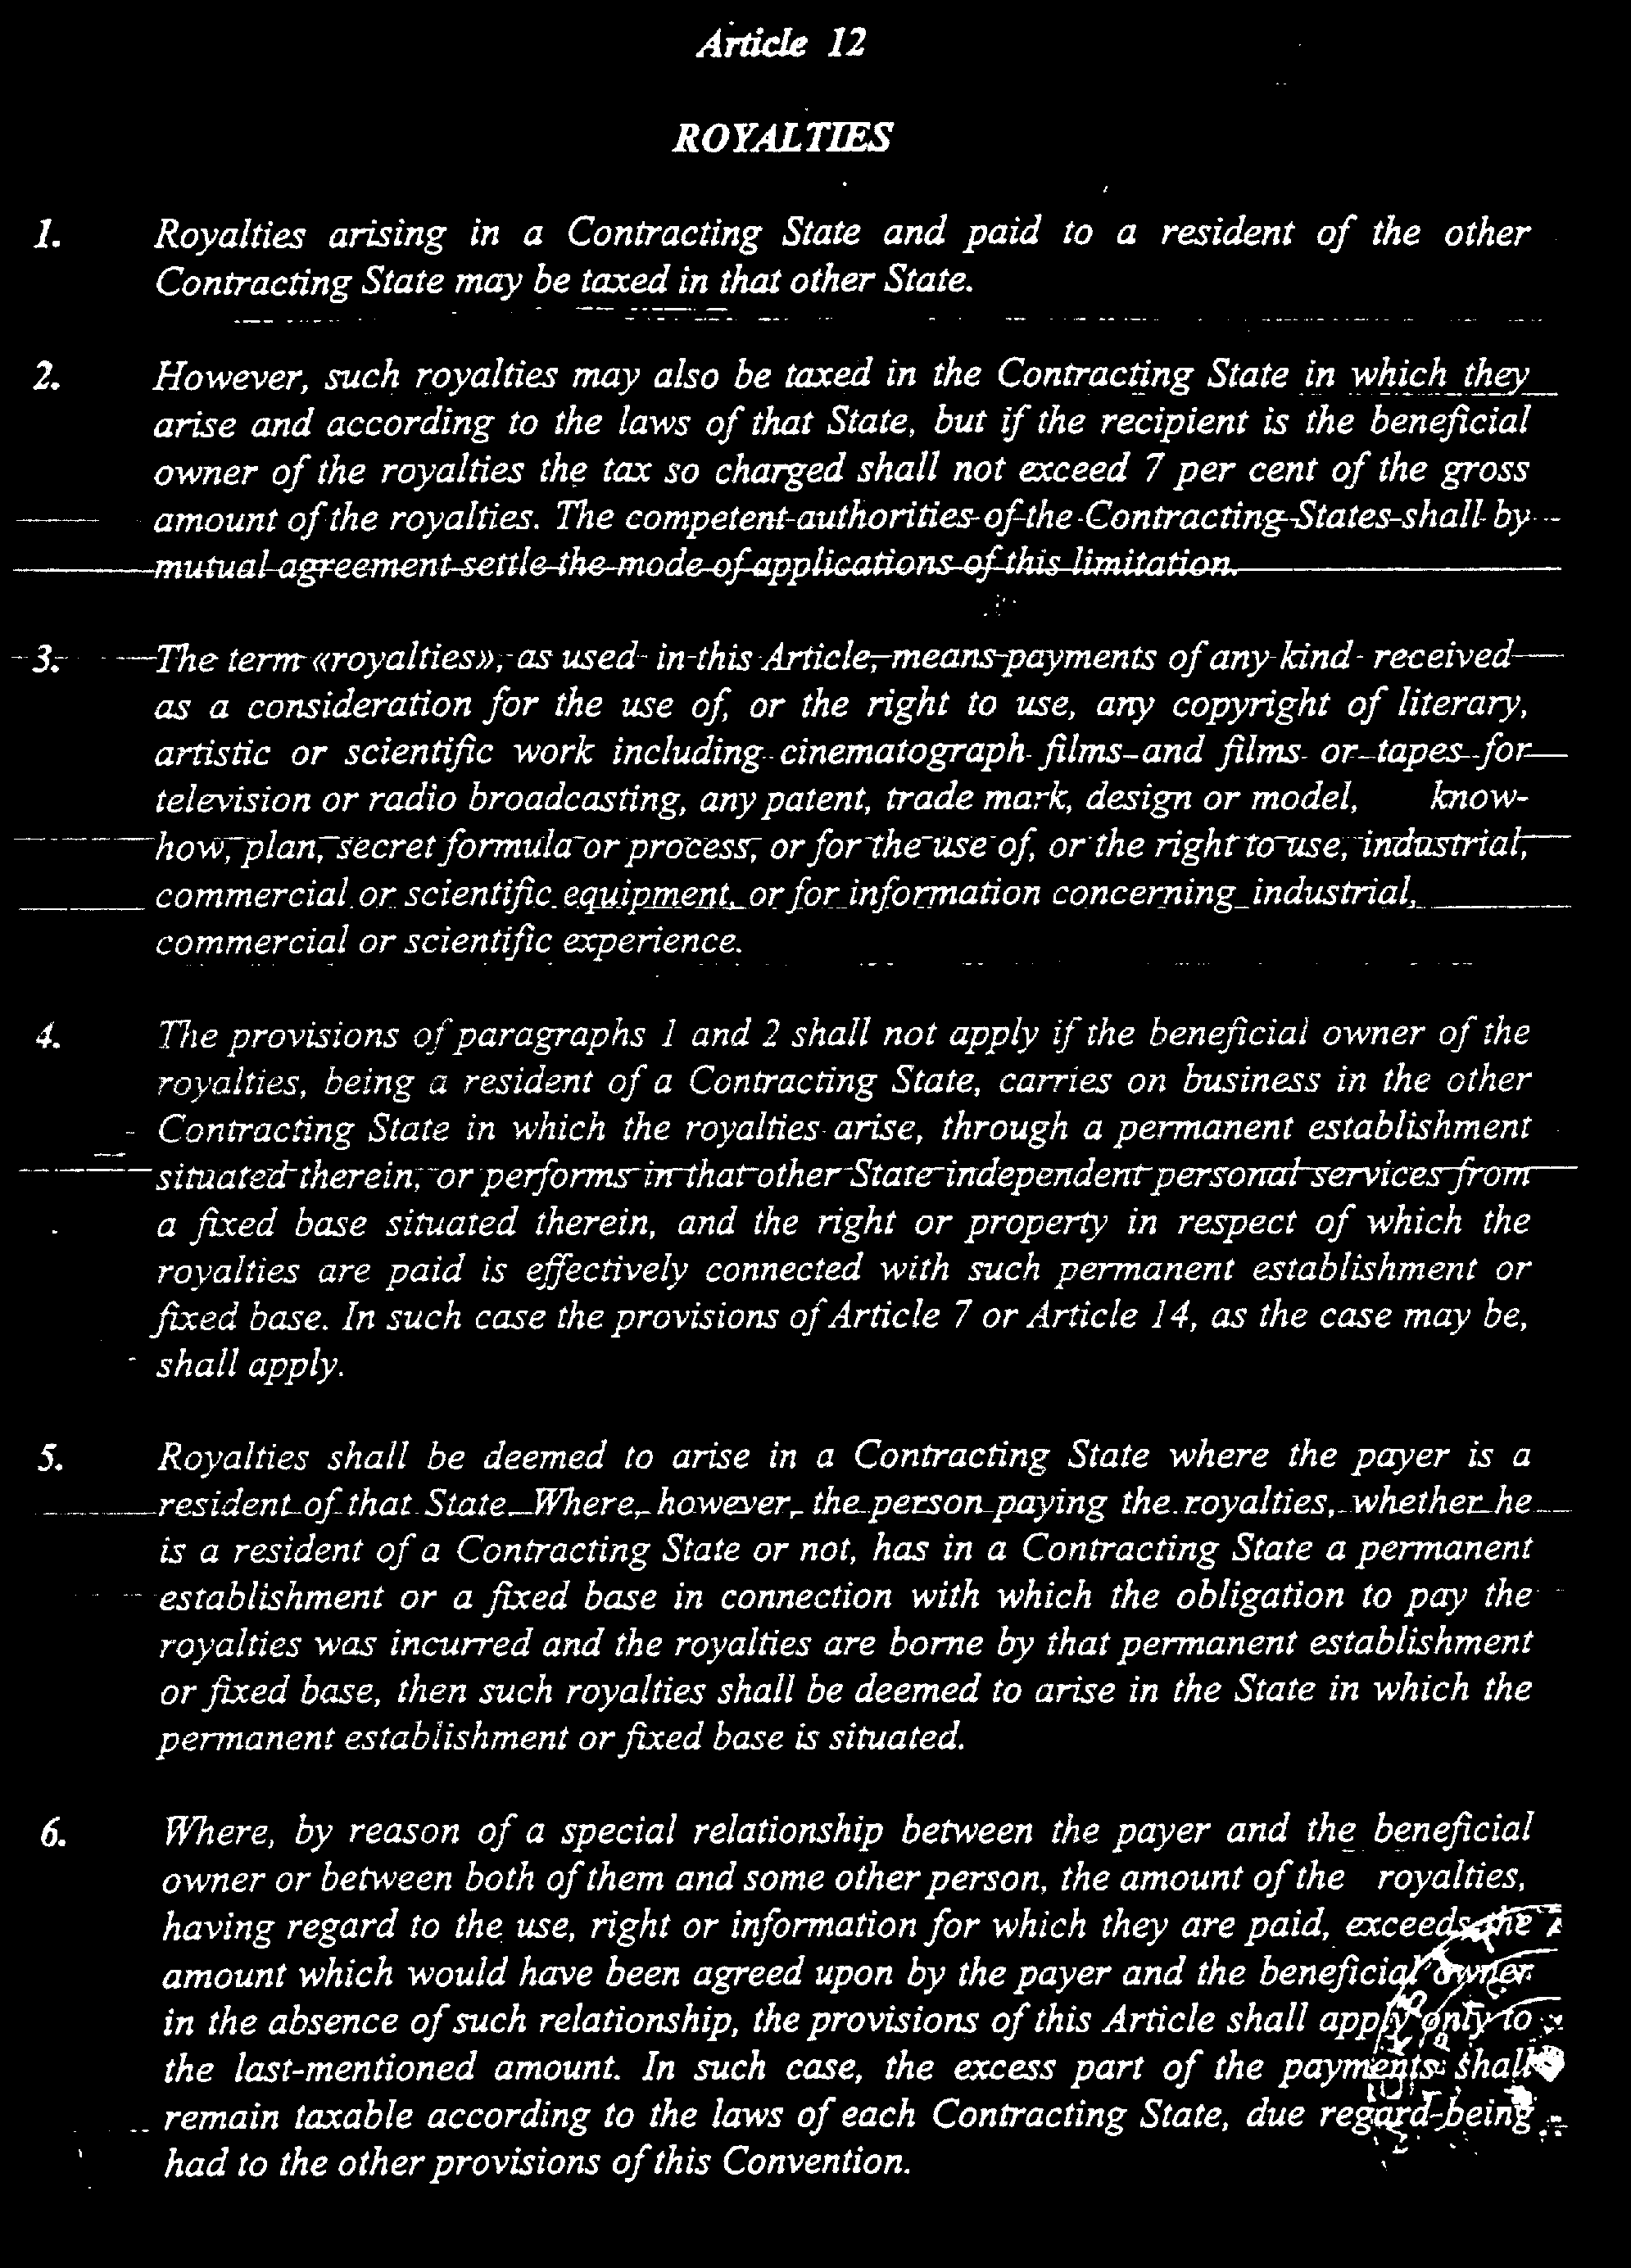 Article 12
ROYALTIES
1. Royalties arising in a Contracting State and paid to a resident of the other
Contracting State may be taxed in that other State.
2. However, such royalties may also be taxed in the Contracting State in which they
arise and according to the laws of that State, but if the recipient is the beneficial
owner of the royalties the tax so charged shall not exceed 7 per cent of the gross
amount of the royalties. The competent authorities of the Contracting States shall by
mutual agreement settle the mode of applications of this limitation.
3. The term «royalties», as used in this Article, means payments of any kind received
as a consideration for the use of, or the right to use, any copyright of literary,
artistic or scientific work including cinematograph films and films or tapes for
television or radio broadcasting, any patent, trade mark, design or model, know-
how, plan, secret formula or process, or for the use of, or the right to use, industrial,
commercial or scientific equipment, or for information concerning industrial,
commercial or scientific experience.
4. The provisions of paragraphs 1 and 2 shall not apply if the beneficial owner of the
royalties, being a resident of a Contracting State, carries on business in the other
Contracting State in which the royalties arise, through a permanent establishment
situated therein, or performs in that other State independent personal services from
a fixed base situated therein, and the right or property in respect of which the
royalties are paid is effectively connected with such permanent establishment or
fixed base. In such case the provisions of Article 7 or Article 14, as the case may be,
shall apply.
5. Royalties shall be deemed to arise in a Contracting State where the payer is a
resident of that State. Where, however, the person paying the royalties, whether he
is a resident of a Contracting State or not, has in a Contracting State a permanent
establishment or a fixed base in connection with which the obligation to pay the
royalties was incurred and the royalties are borne by that permanent establishment
or fixed base, then such royalties shall be deemed to arise in the State in which the
permanent establishment or fixed base is situated.
6. Where, by reason of a special relationship between the payer and the beneficial
owner or between both of them and some other person, the amount of the royalties,
having regard to the use, right or information for which they are paid, exceeds the
amount which would have been agreed upon by the payer and the beneficial owner
in the absence of such relationship, the provisions of this Article shall apply only to
the last-mentioned amount. In such case, the excess part of the payments shall
remain taxable according to the laws of each Contracting State, due regard being
had to the other provisions of this Convention.